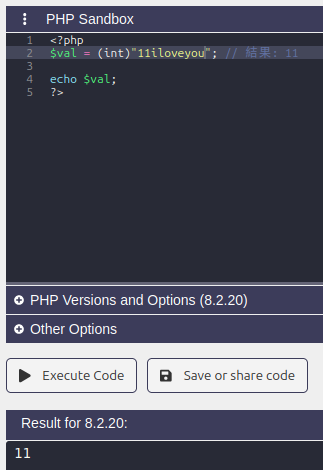 PHP Sandbox
1 <?php
2 $val = (int)"11iloveyou"; // 結果: 11
3
4 echo $val;
5 ?>
PHP Versions and Options (8.2.20)
Other Options
Execute Code
Save or share code
Result for 8.2.20:
11